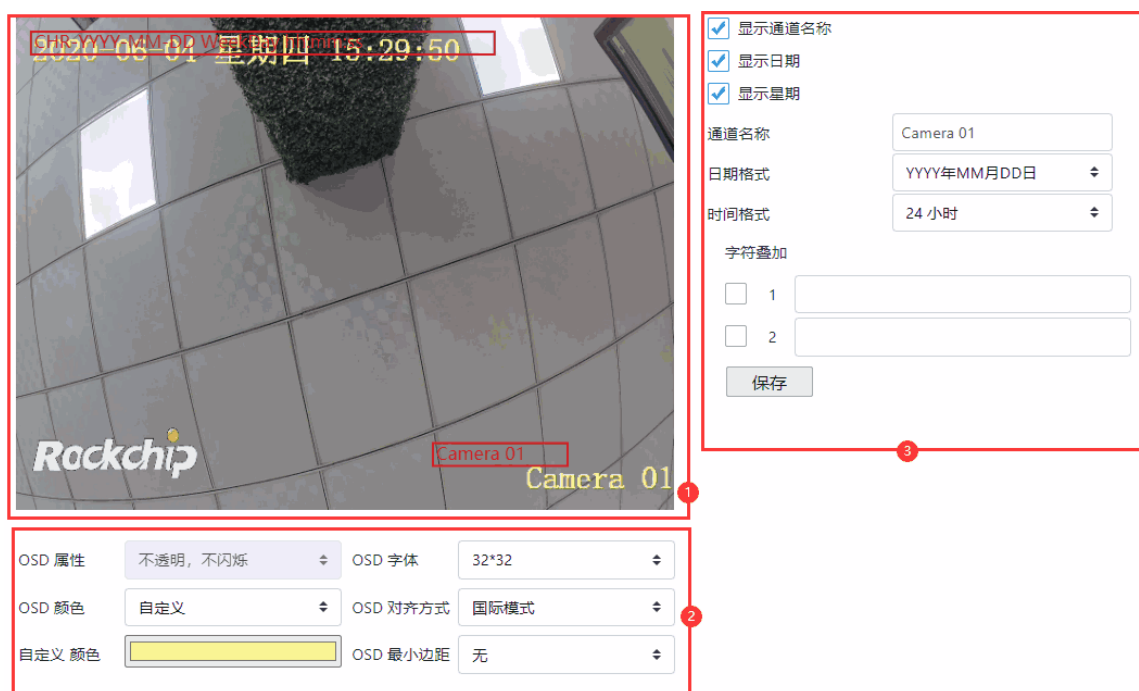 CHR-YYYY-MM-DD Week
2020-06-04 星期四 15:29:50
Rockchip
Camera 01
Camera 01
1
OSD 属性 不透明，不闪烁 OSD 字体 32*32
OSD 颜色 自定义 OSD 对齐方式 国际模式
自定义 颜色 OSD 最小边距 无
2
显示通道名称
显示日期
显示星期
通道名称 Camera 01
日期格式 YYYY年MM月DD日
时间格式 24 小时
字符叠加
1
2
保存
3